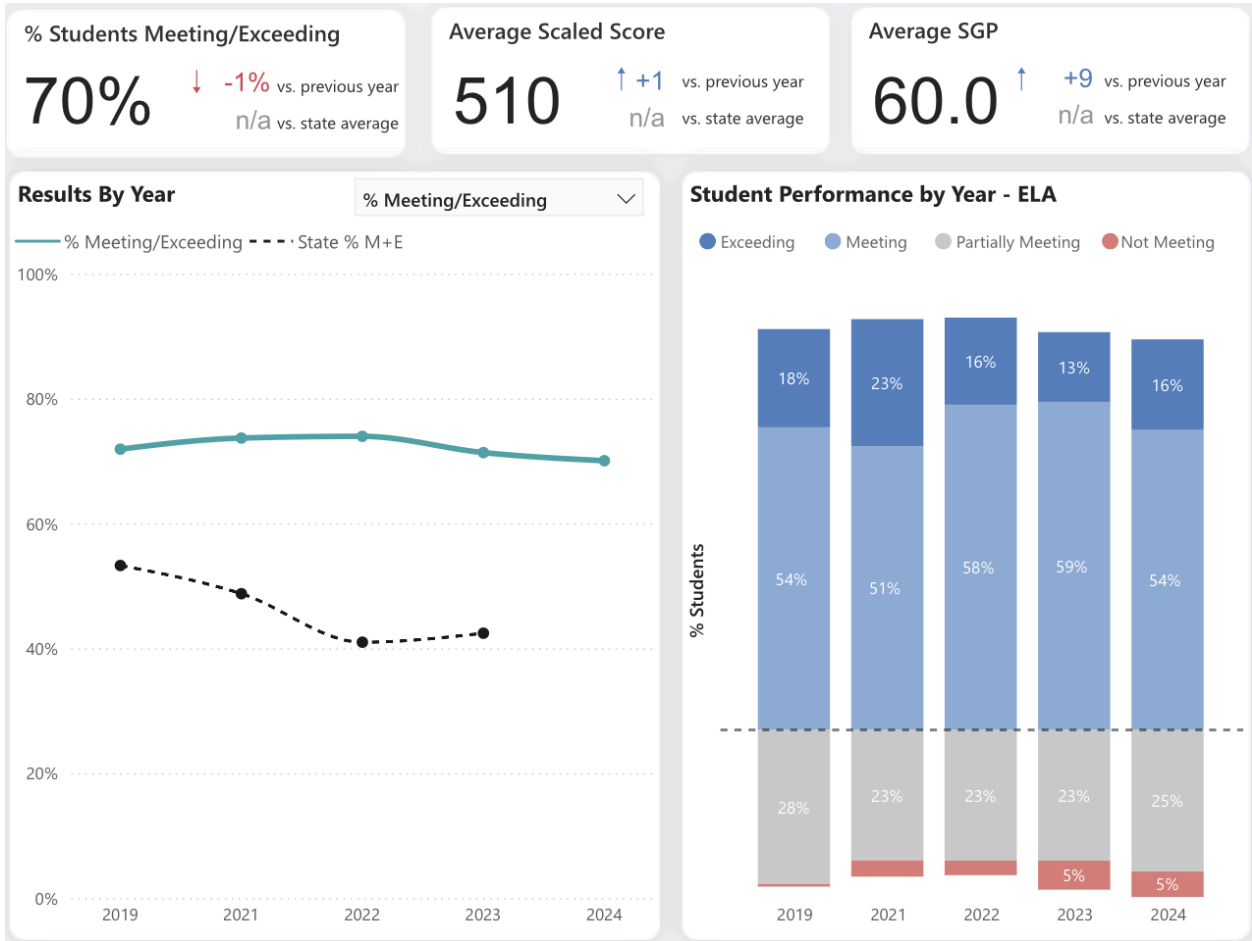 % Students Meeting/Exceeding
70%
↓ -1% vs. previous year
n/a vs. state average
Average Scaled Score
510
↑ +1 vs. previous year
n/a vs. state average
Average SGP
60.0
↑ +9 vs. previous year
n/a vs. state average
Results By Year
% Meeting/Exceeding
% Meeting/Exceeding
State % M+E
100%
80%
60%
40%
20%
0%
2019 2021 2022 2023 2024
Student Performance by Year - ELA
Exceeding Meeting Partially Meeting Not Meeting
% Students
18% 23% 16% 13% 16%
54% 51% 58% 59% 54%
28% 23% 23% 23% 25%
5% 5%
2019 2021 2022 2023 2024